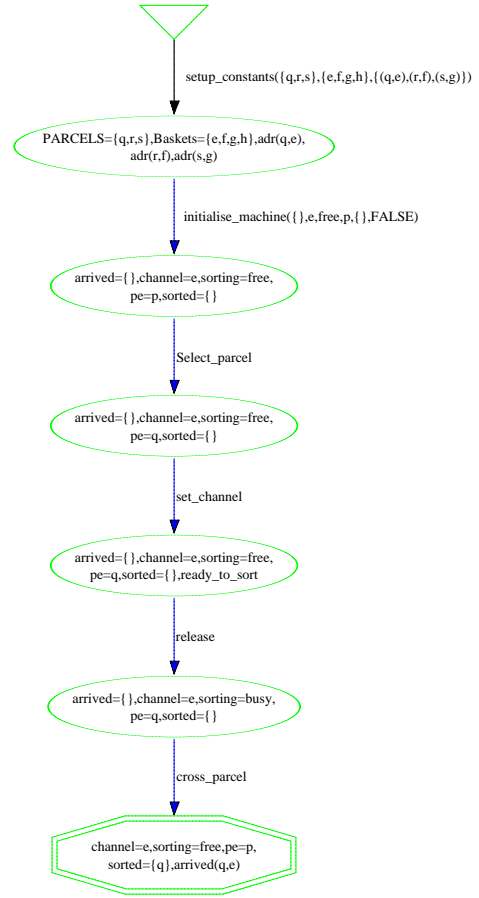 setup_constants({q,r,s},{e,f,g,h},{(q,e),(r,f),(s,g)})
PARCELS={q,r,s},Baskets={e,f,g,h},adr(q,e),
adr(r,f),adr(s,g)
initialise_machine({},e,free,p,{},FALSE)
arrived={},channel=e,sorting=free,
pe=p,sorted={}
Select_parcel
arrived={},channel=e,sorting=free,
pe=q,sorted={}
set_channel
arrived={},channel=e,sorting=free,
pe=q,sorted={},ready_to_sort
release
arrived={},channel=e,sorting=busy,
pe=q,sorted={}
cross_parcel
channel=e,sorting=free,pe=p,
sorted={q},arrived(q,e)